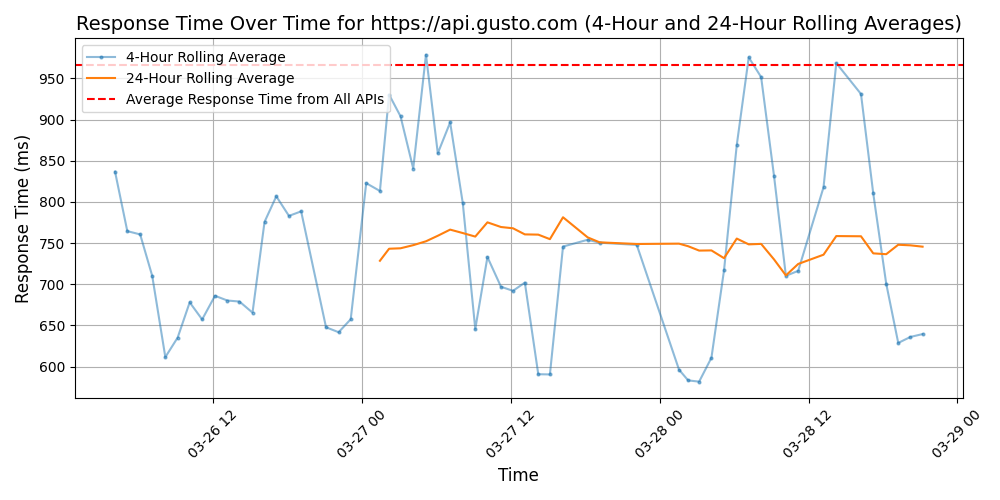 Response Time Over Time for https://api.gusto.com (4-Hour and 24-Hour Rolling Averages)
4-Hour Rolling Average
24-Hour Rolling Average
Average Response Time from All APIs
Response Time (ms)
950
900
850
800
750
700
650
600
03-26 12
03-27 00
03-27 12
03-28 00
03-28 12
03-29 00
Time